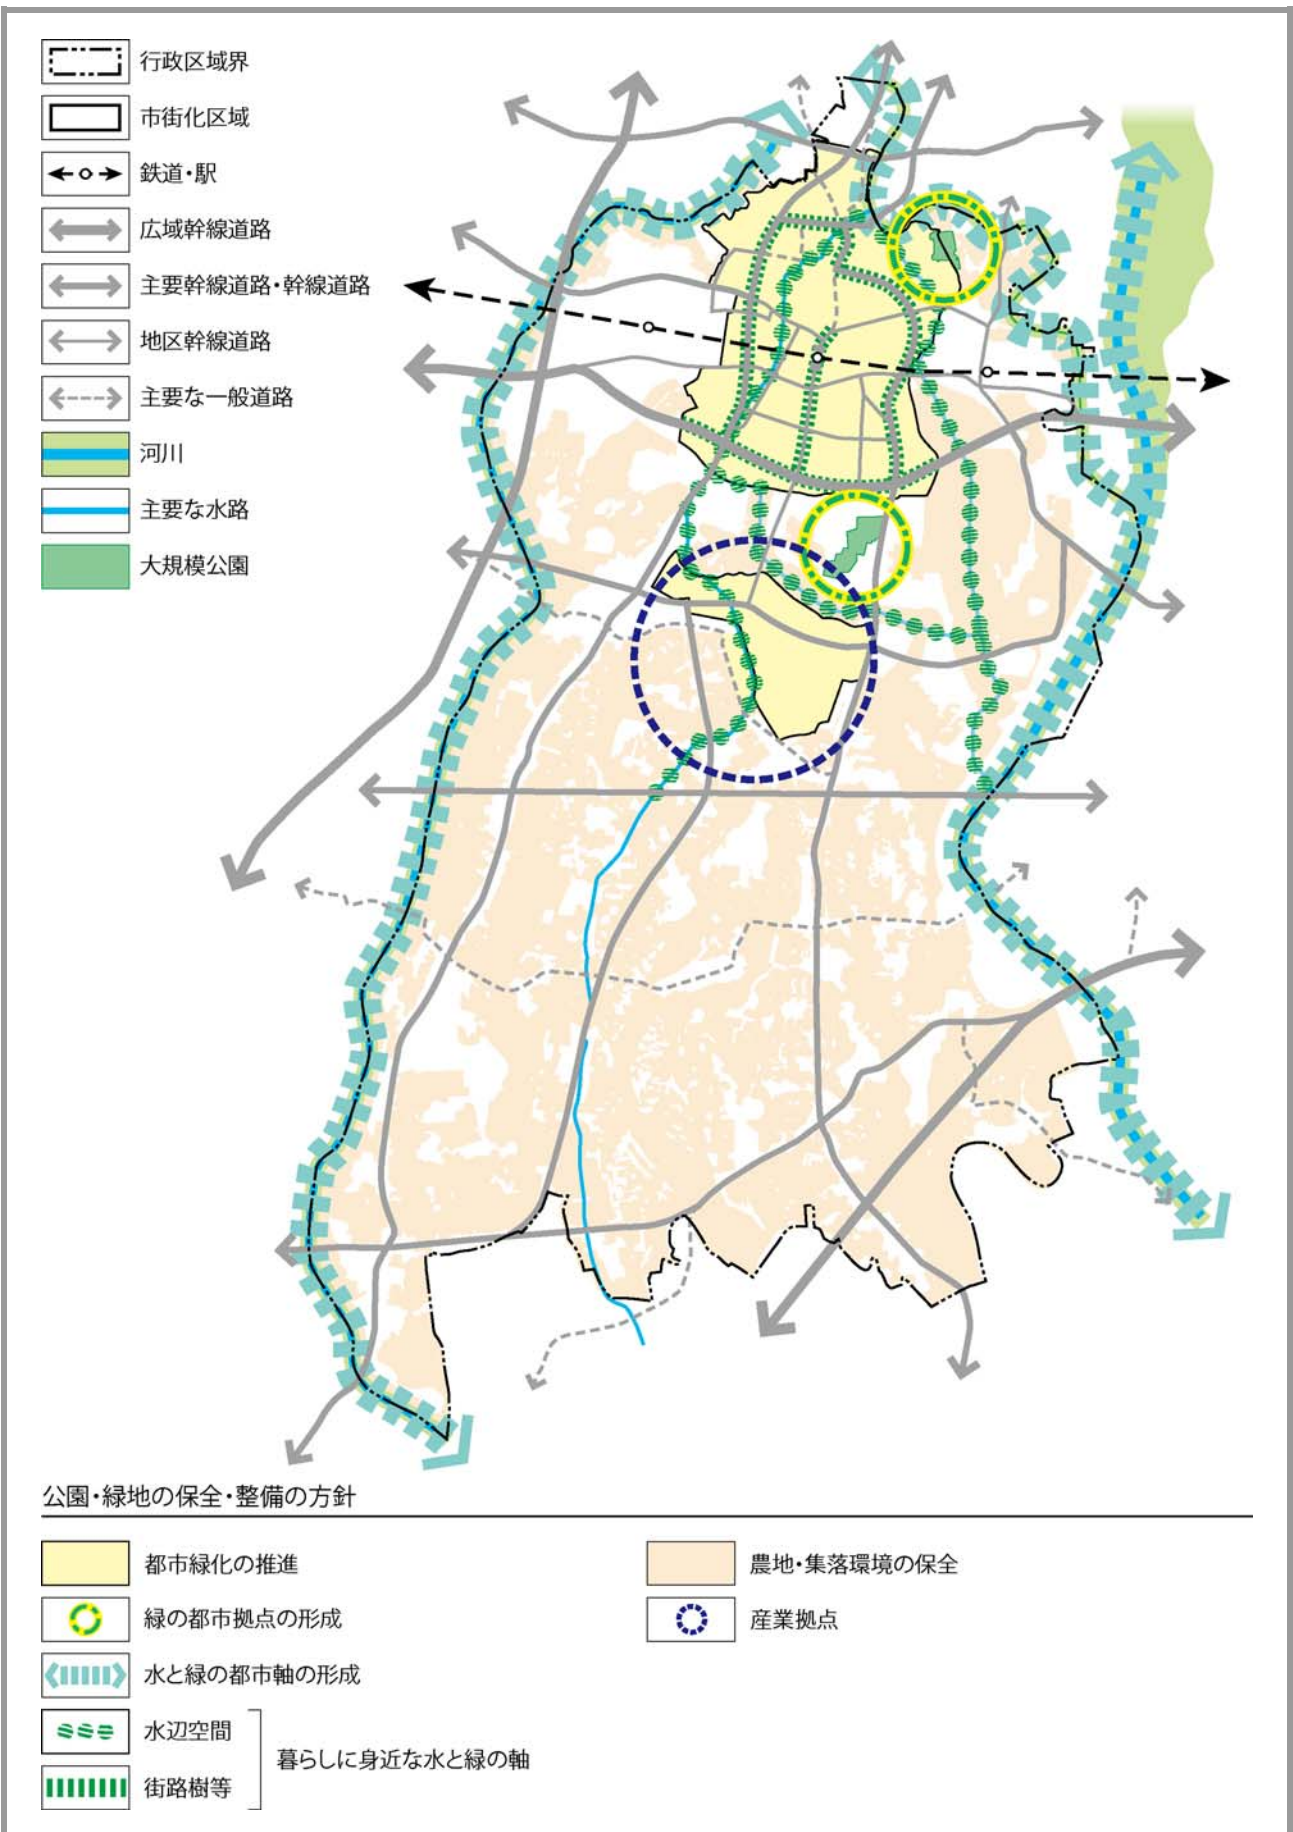 行政区域界
市街化区域
鉄道・駅
広域幹線道路
主要幹線道路・幹線道路
地区幹線道路
主要な一般道路
河川
主要な水路
大規模公園
公園・緑地の保全・整備の方針
都市緑化の推進
緑の都市拠点の形成
水と緑の都市軸の形成
水辺空間
街路樹等
暮らしに身近な水と緑の軸
農地・集落環境の保全
産業拠点